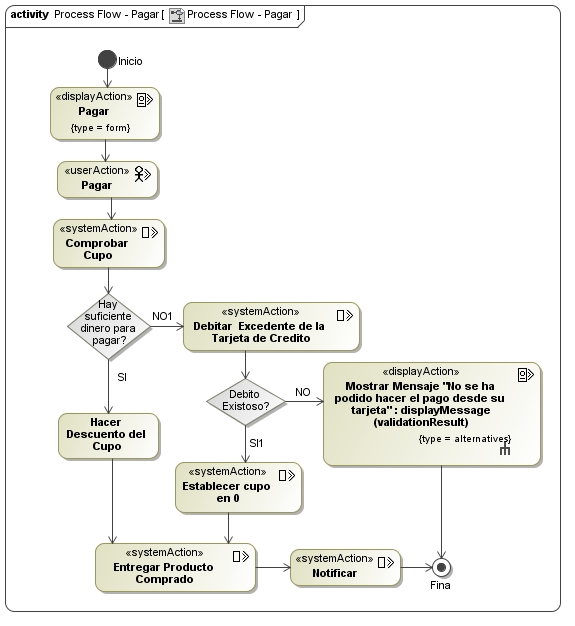 activity Process Flow - Pagar [ Process Flow - Pagar ]
Inicio
«displayAction»
Pagar
{type = form}
«userAction»
Pagar
«systemAction»
Comprobar
Cupo
Hay
suficiente
dinero para
pagar?
NO1
«systemAction»
Debitar Excedente de la
Tarjeta de Credito
SI
Debito
Existoso?
NO
«displayAction»
Mostrar Mensaje "No se ha
podido hacer el pago desde su
tarjeta" : displayMessage
(validationResult)
{type = alternatives}
Hacer
Descuento del
Cupo
SI1
«systemAction»
Establecer cupo
en 0
«systemAction»
Entregar Producto
Comprado
«systemAction»
Notificar
Fina